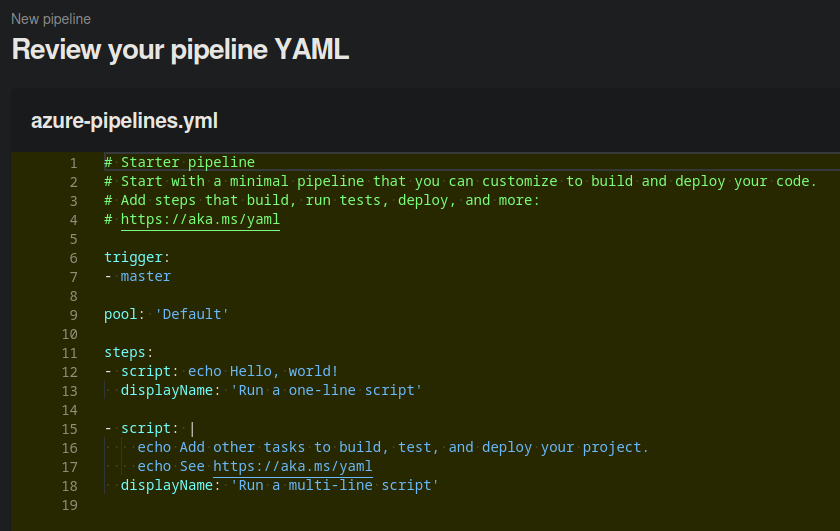 New pipeline
Review your pipeline YAML
azure-pipelines.yml
1 # Starter pipeline
2 # Start with a minimal pipeline that you can customize to build and deploy your code.
3 # Add steps that build, run tests, deploy, and more:
4 # https://aka.ms/yaml
5
6 trigger:
7 - master
8
9 pool: 'Default'
10
11 steps:
12 - script: echo Hello, world!
13   displayName: 'Run a one-line script'
14
15 - script: |
16     echo Add other tasks to build, test, and deploy your project.
17     echo See https://aka.ms/yaml
18   displayName: 'Run a multi-line script'
19